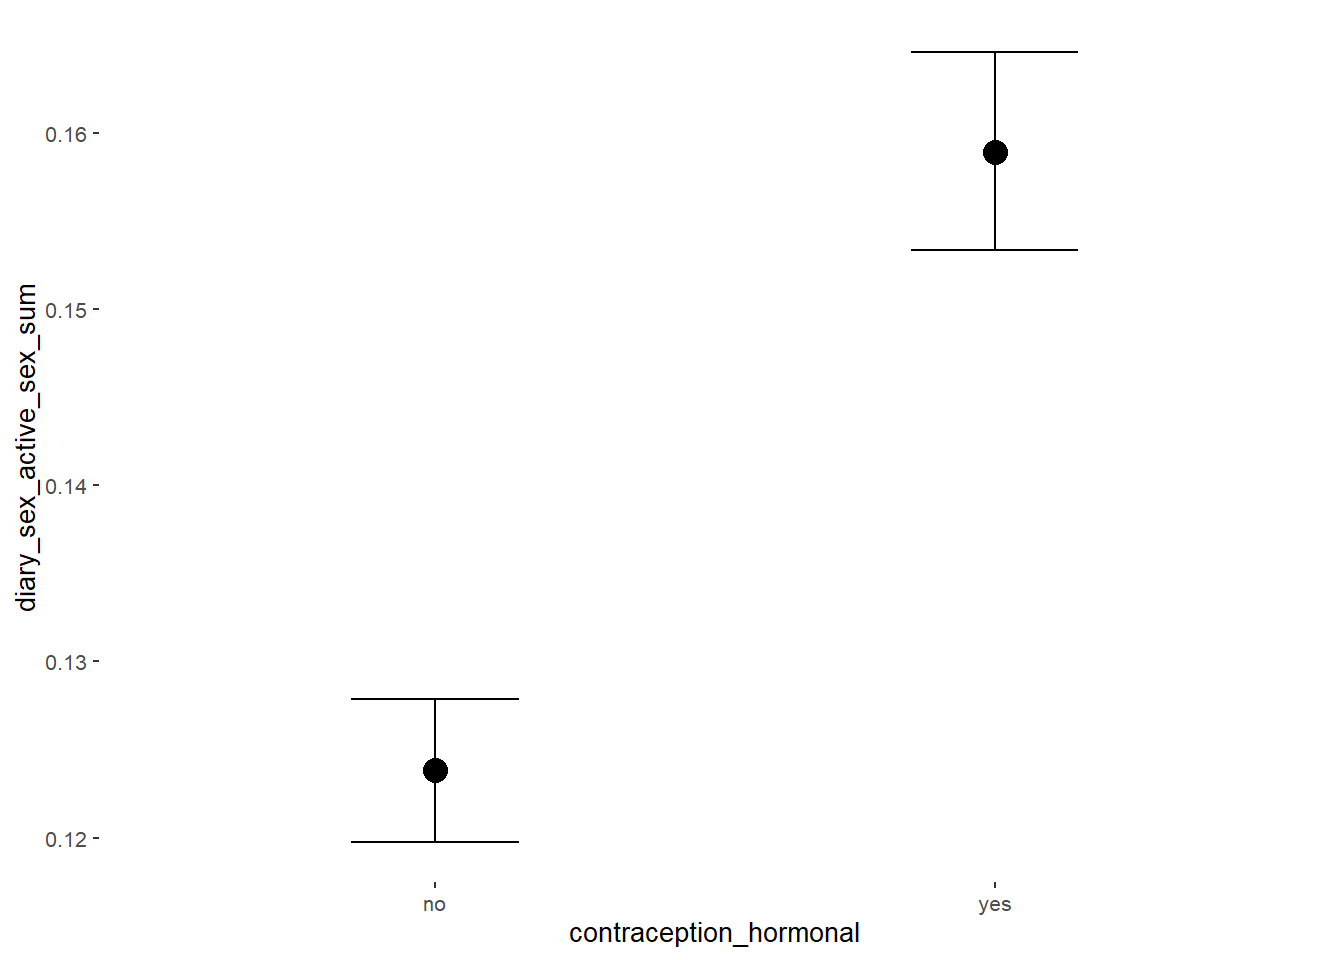 diary_sex_active_sex_sum
0.16
0.15
0.14
0.13
0.12
no
yes
contraception_hormonal